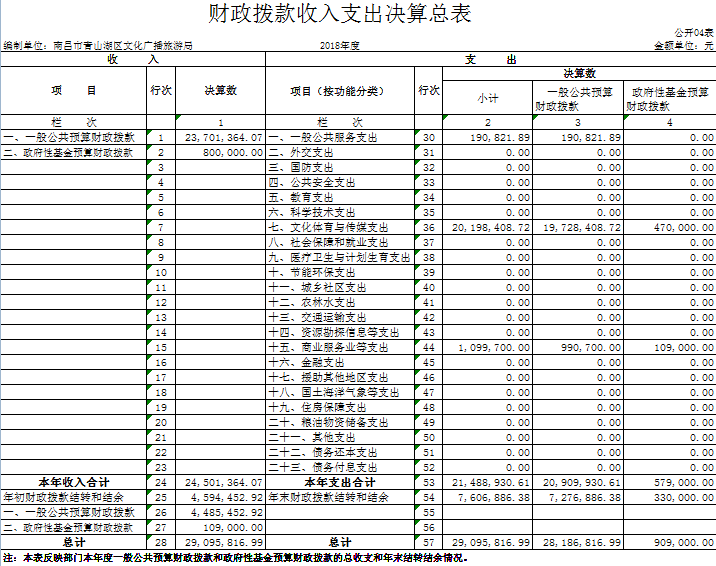 财政拨款收入支出决算总表
公开04表
编制单位：南昌市青山湖区文化广播旅游局 2018年度 金额单位：元
收 入 支 出
项 目 行次 决算数 项目（按功能分类） 行次 决算数
小计 一般公共预算财政拨款 政府性基金预算财政拨款
栏 次 1 栏 次 2 3 4
一、一般公共预算财政拨款 1 23,701,364.07 一、一般公共服务支出 30 190,821.89 190,821.89 0.00
二、政府性基金预算财政拨款 2 800,000.00 二、外交支出 31 0.00 0.00 0.00
3 三、国防支出 32 0.00 0.00 0.00
4 四、公共安全支出 33 0.00 0.00 0.00
5 五、教育支出 34 0.00 0.00 0.00
6 六、科学技术支出 35 0.00 0.00 0.00
7 七、文化体育与传媒支出 36 20,198,408.72 19,728,408.72 470,000.00
8 八、社会保障和就业支出 37 0.00 0.00 0.00
9 九、医疗卫生与计划生育支出 38 0.00 0.00 0.00
10 十、节能环保支出 39 0.00 0.00 0.00
11 十一、城乡社区支出 40 0.00 0.00 0.00
12 十二、农林水支出 41 0.00 0.00 0.00
13 十三、交通运输支出 42 0.00 0.00 0.00
14 十四、资源勘探信息等支出 43 0.00 0.00 0.00
15 十五、商业服务业等支出 44 1,099,700.00 990,700.00 109,000.00
16 十六、金融支出 45 0.00 0.00 0.00
17 十七、援助其他地区支出 46 0.00 0.00 0.00
18 十八、国土海洋气象等支出 47 0.00 0.00 0.00
19 十九、住房保障支出 48 0.00 0.00 0.00
20 二十、粮油物资储备支出 49 0.00 0.00 0.00
21 二十一、其他支出 50 0.00 0.00 0.00
22 二十二、债务还本支出 51 0.00 0.00 0.00
23 二十三、债务付息支出 52 0.00 0.00 0.00
本年收入合计 24 24,501,364.07 本年支出合计 53 21,488,930.61 20,909,930.61 579,000.00
年初财政拨款结转和结余 25 4,594,452.92 年末财政拨款结转和结余 54 7,606,886.38 7,276,886.38 330,000.00
一、一般公共预算财政拨款 26 4,485,452.92 55
二、政府性基金预算财政拨款 27 109,000.00 56
总计 28 29,095,816.99 总计 57 29,095,816.99 28,186,816.99 909,000.00
注：本表反映部门本年度一般公共预算财政拨款和政府性基金预算财政拨款的总收支和年末结转结余情况。